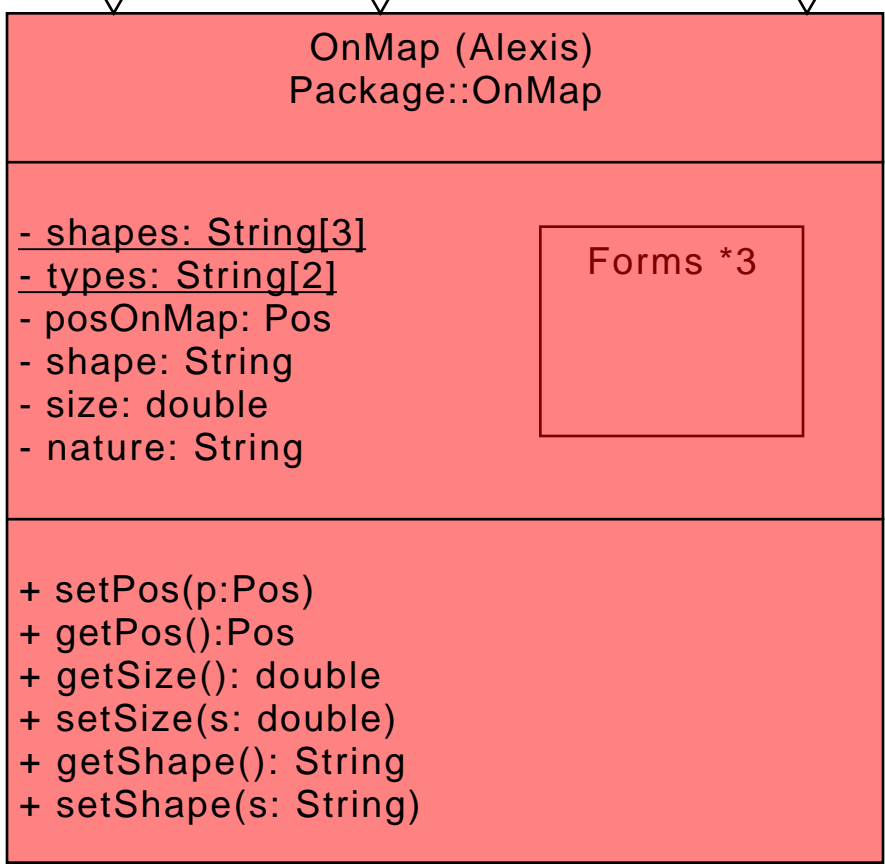 OnMap (Alexis)
Package::OnMap
- shapes: String[3]
- types: String[2]
- posOnMap: Pos
- shape: String
- size: double
- nature: String
Forms *3
+ setPos(p:Pos)
+ getPos():Pos
+ getSize(): double
+ setSize(s: double)
+ getShape(): String
+ setShape(s: String)